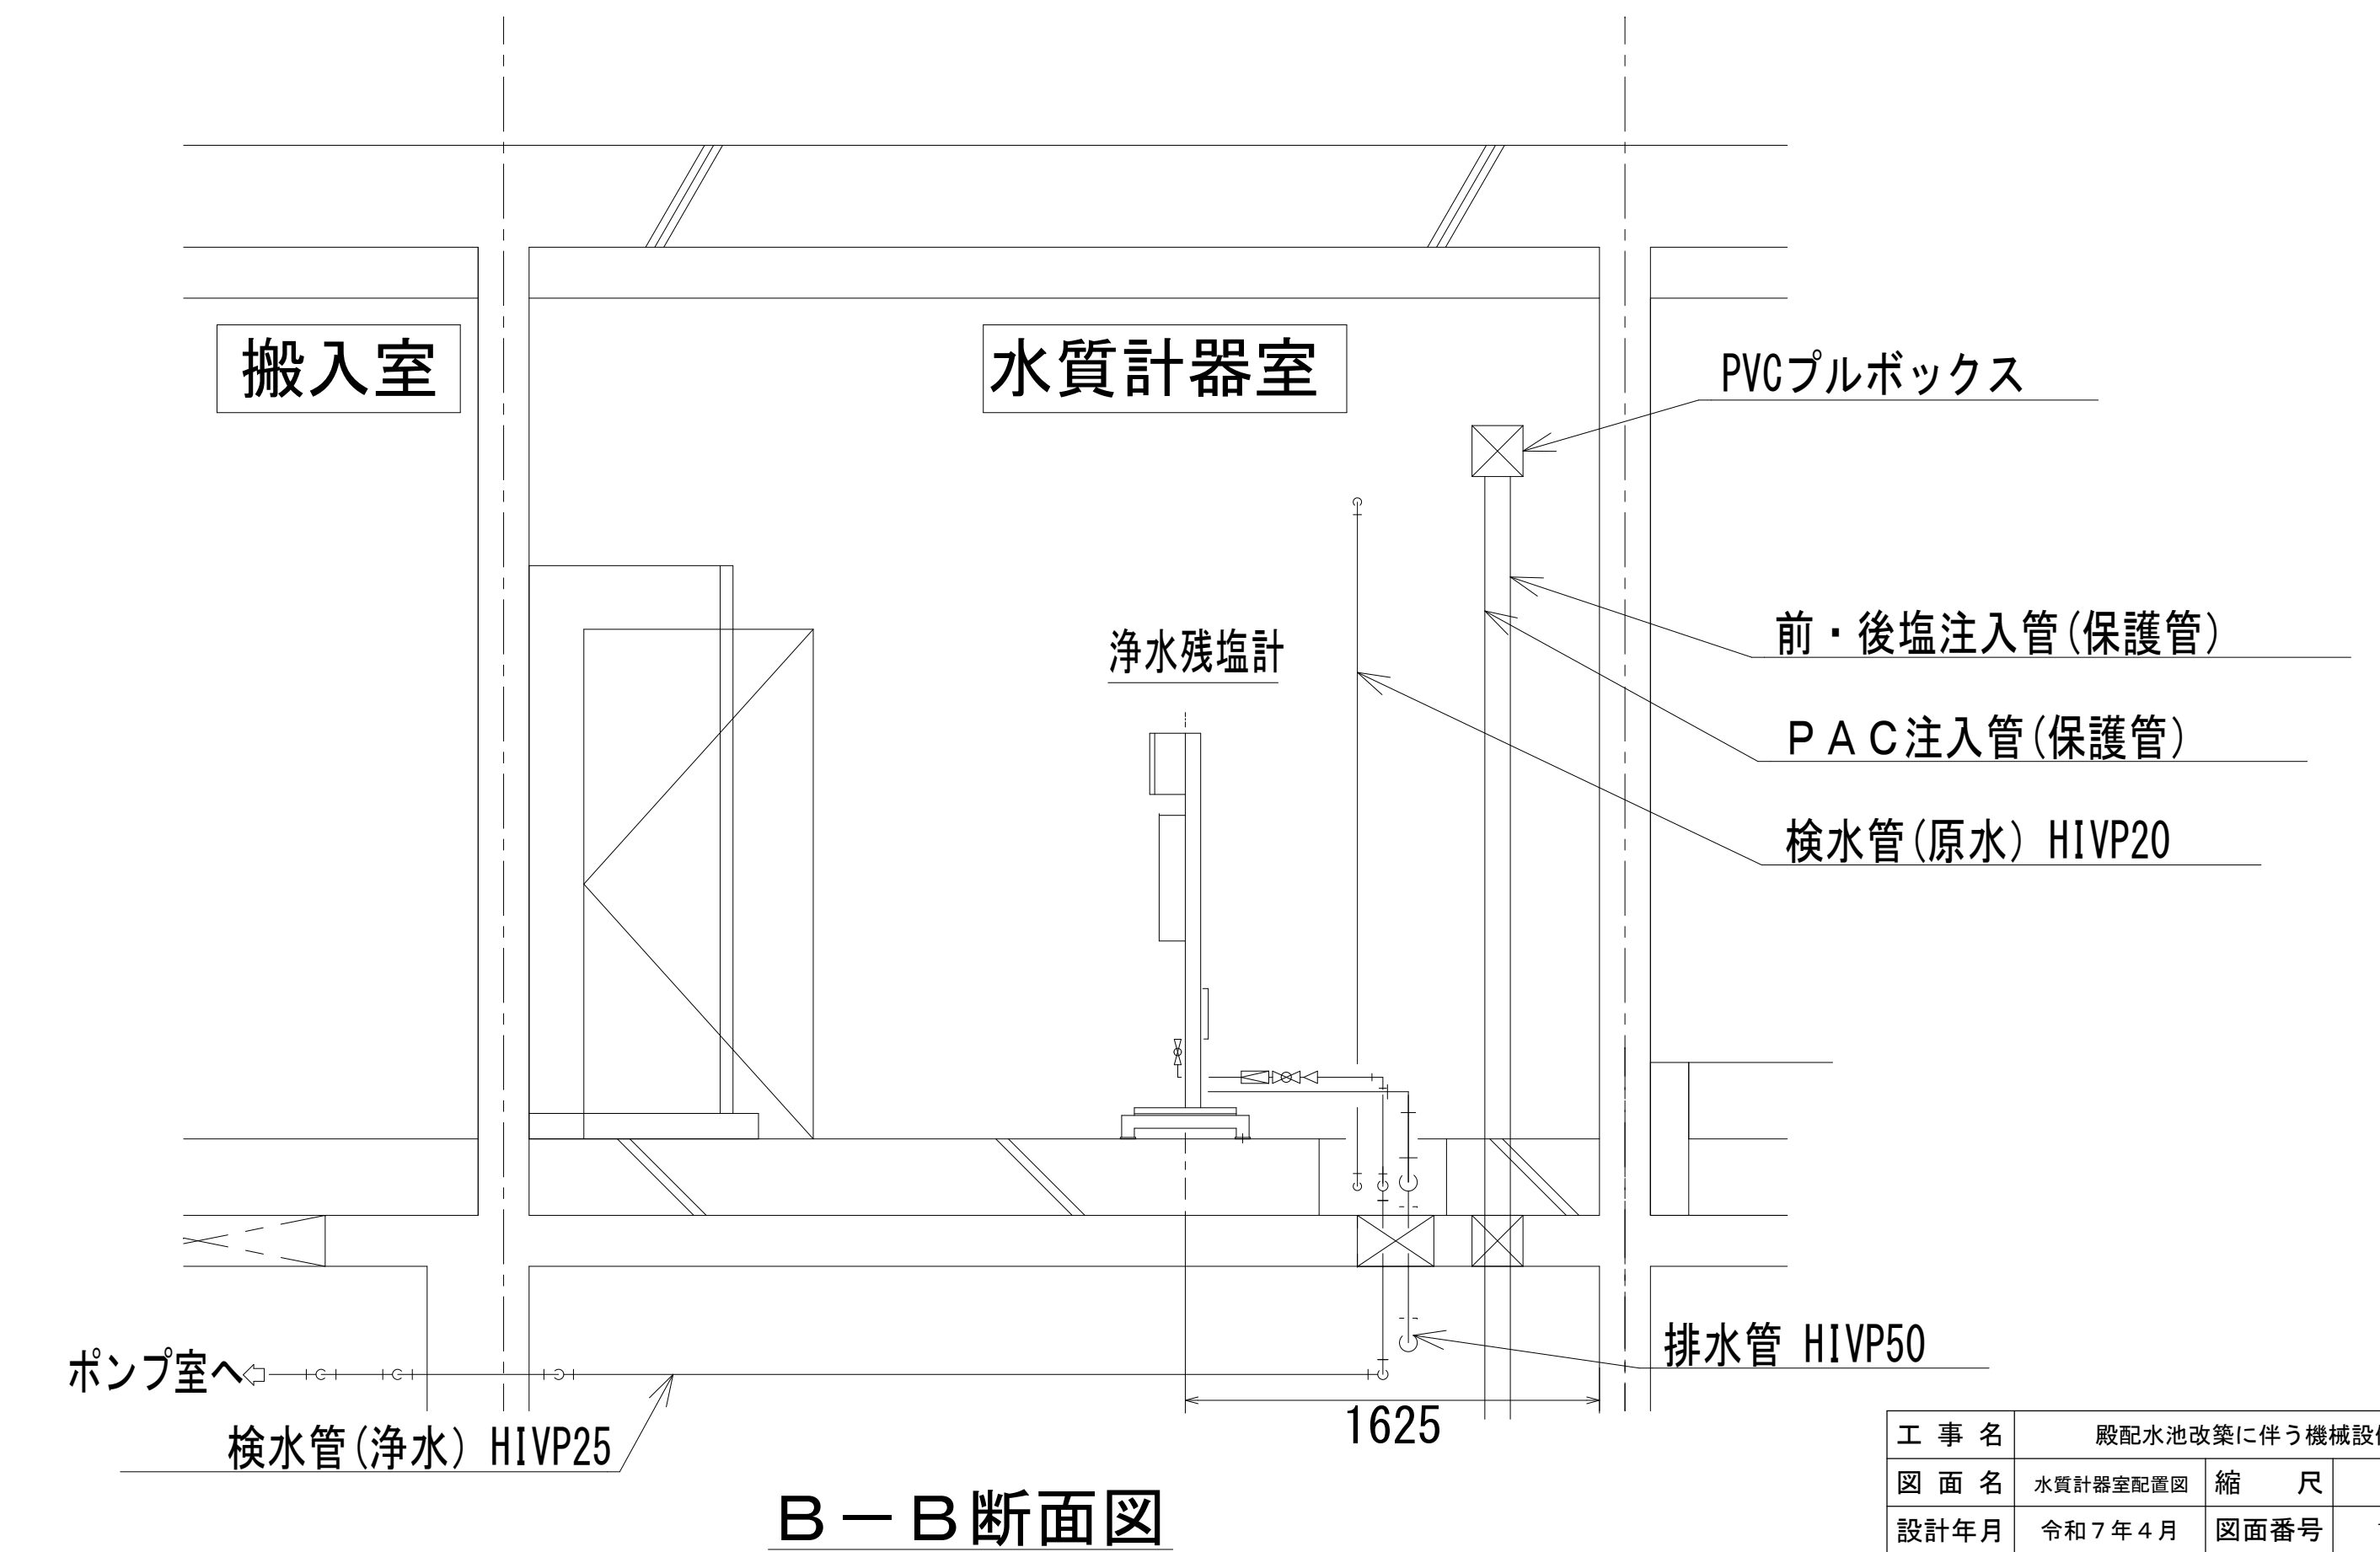 搬入室
水質計器室
PVCプルボックス
浄水残塩計
前・後塩注入管(保護管)
ＰＡＣ注入管(保護管)
検水管(原水) HIVP20
排水管 HIVP50
ポンプ室へ
1625
検水管(浄水) HIVP25
Ｂ－Ｂ断面図
工事名 殿配水池改築に伴う機械設
図面名 水質計器室配置図 縮尺
設計年月 令和７年４月 図面番号